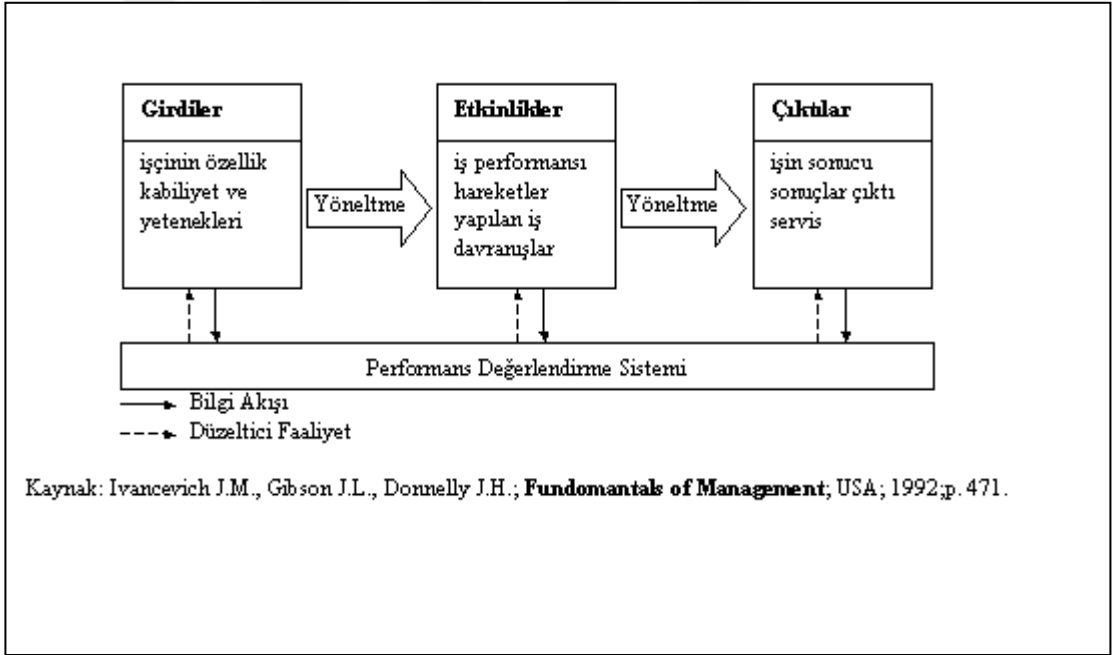 Girdiler
işçinin özellik
kabiliyet ve
yetenekleri
Yöneltme
Etkinlikler
iş performansı
hareketler
yapılan iş
davranışlar
Yöneltme
Çıktılar
işin sonucu
sonuçlar çıktı
servis
Performans Değerlendirme Sistemi
Bilgi Akışı
Düzeltici Faaliyet
Kaynak: Ivancevich J.M., Gibson J.L., Donnelly J.H.; Fundomantals of Management; USA; 1992;p. 471.